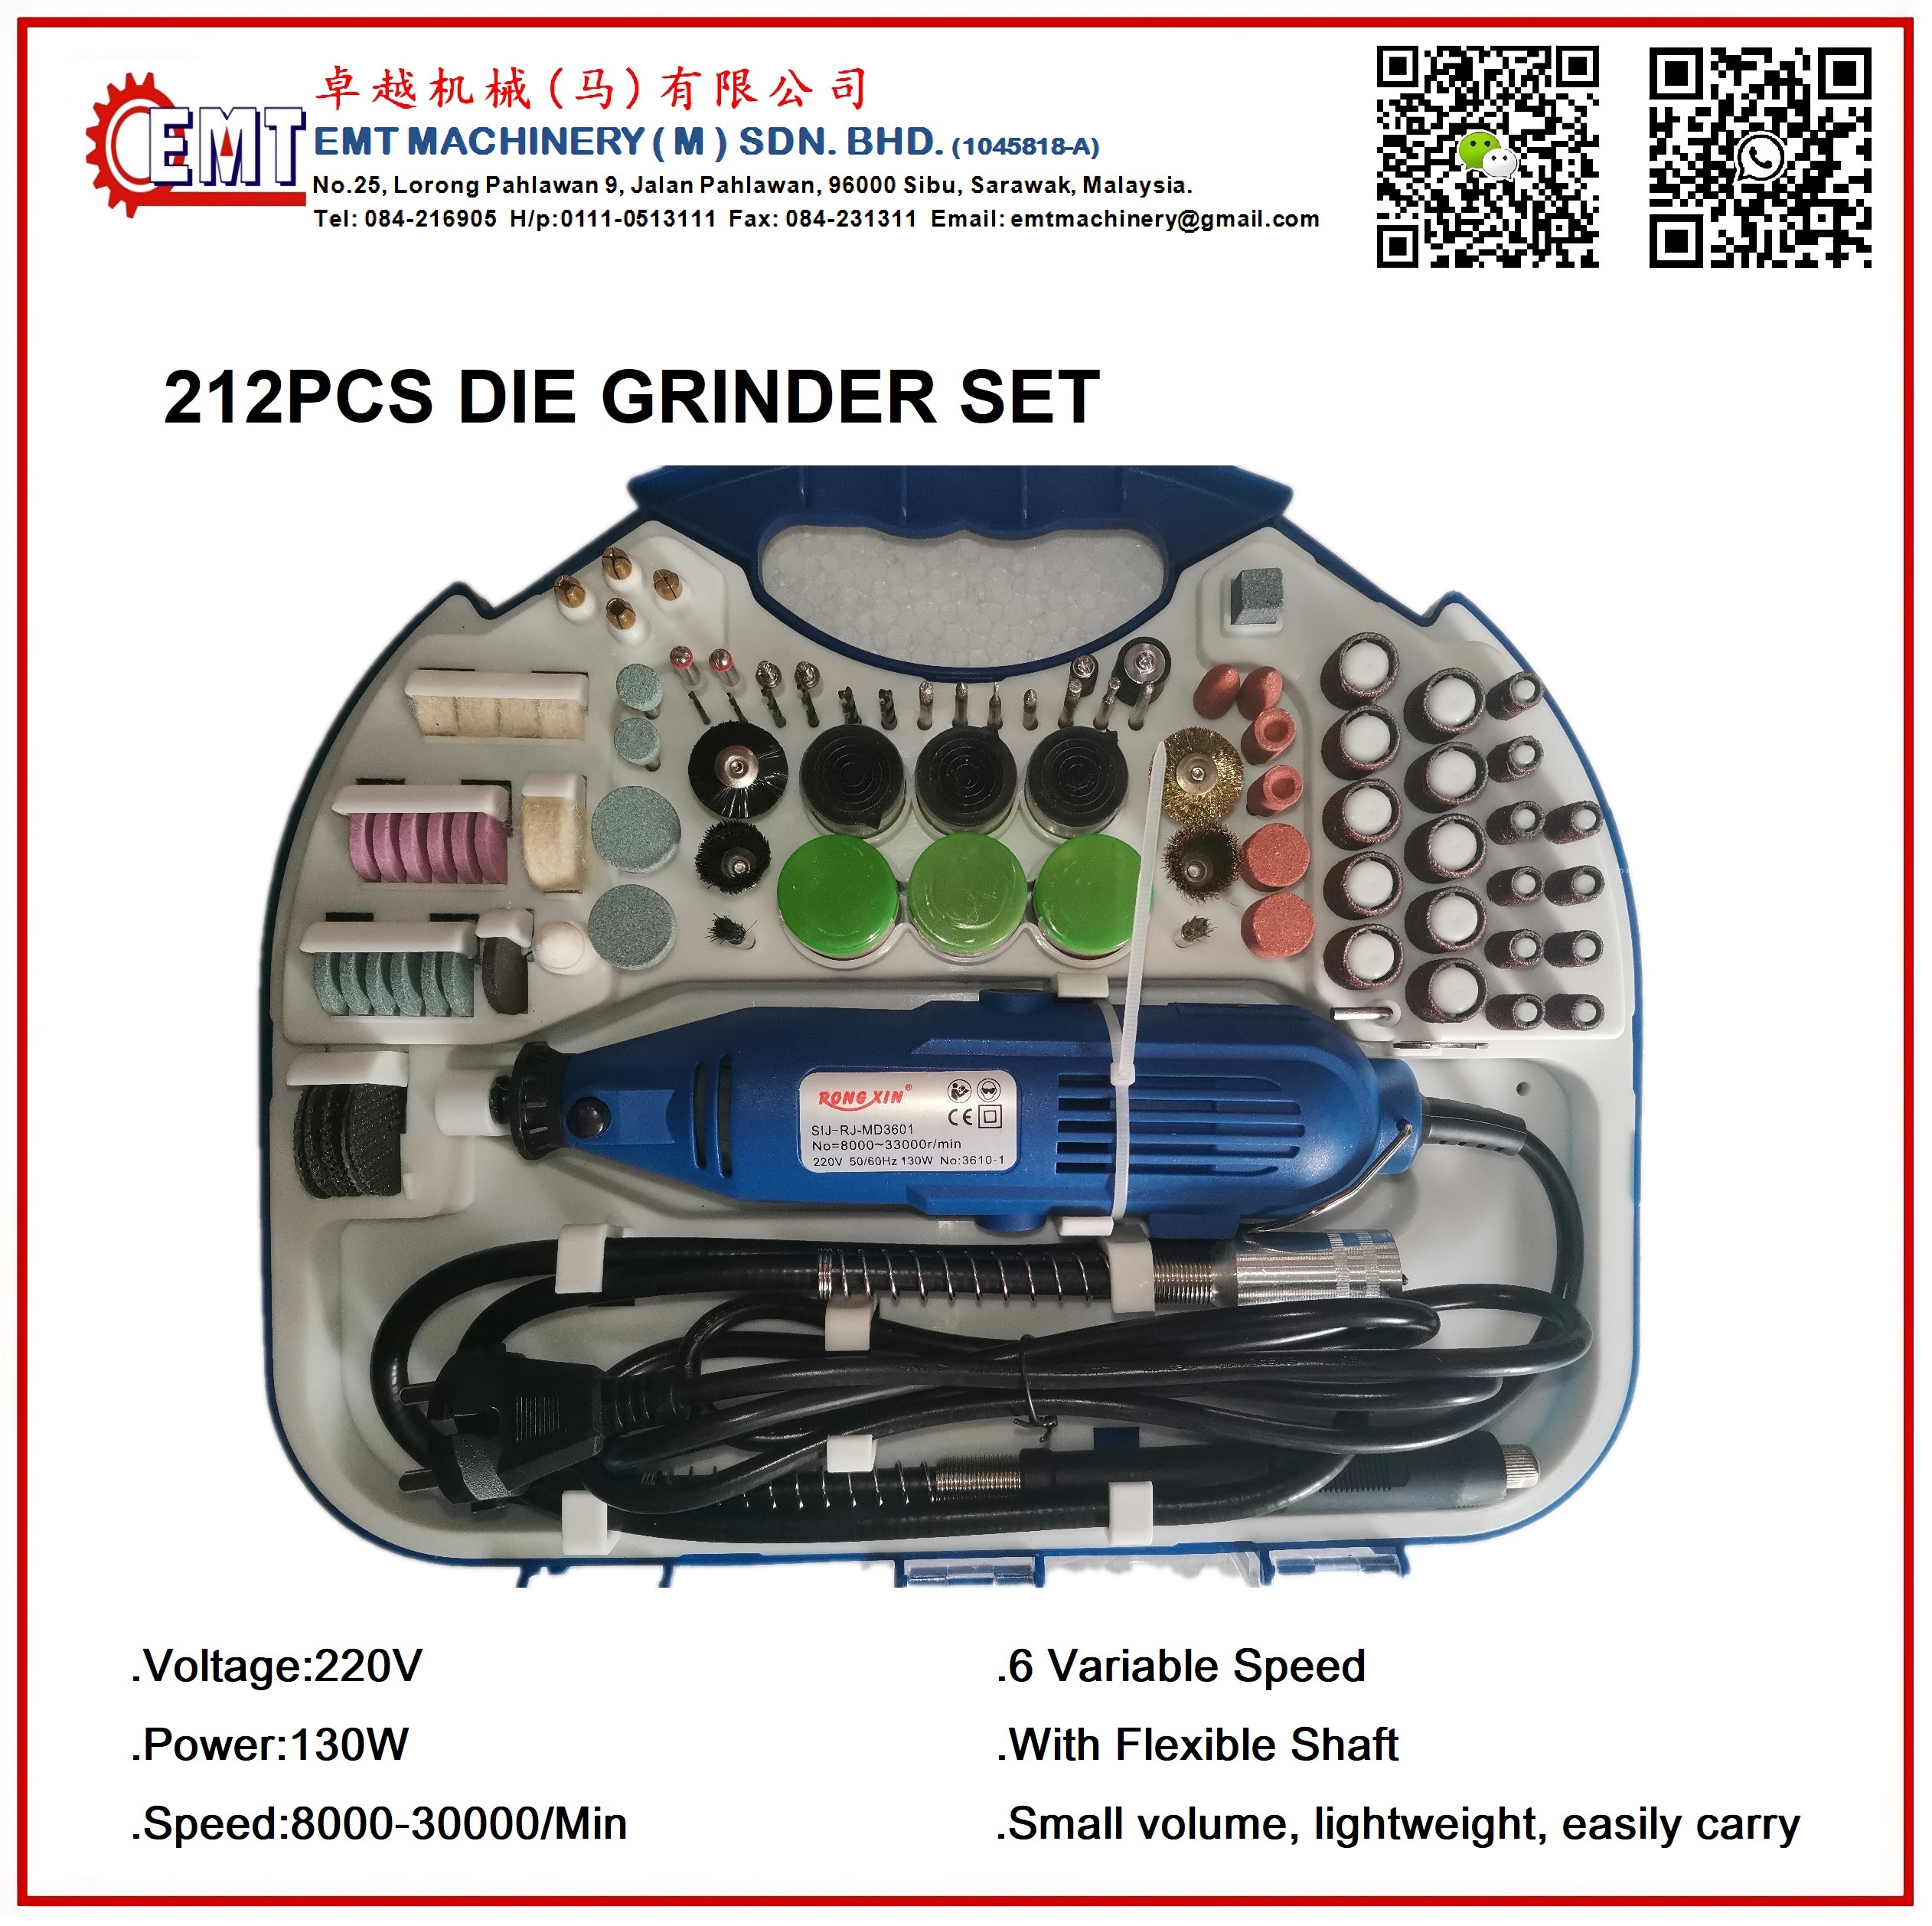 EMT
卓越机械(马)有限公司
EMT MACHINERY ( M ) SDN. BHD. (1045818-A)
No.25, Lorong Pahlawan 9, Jalan Pahlawan, 96000 Sibu, Sarawak, Malaysia.
Tel: 084-216905 H/p:0111-0513111 Fax: 084-231311 Email: emtmachinery@gmail.com
212PCS DIE GRINDER SET
RONG XIN®
CE
S1J-RJ-MD3601
No=8000~33000r/min
220V 50/60Hz 130W No:3610-1
.Voltage:220V
.6 Variable Speed
.Power:130W
.With Flexible Shaft
.Speed:8000-30000/Min
.Small volume, lightweight, easily carry